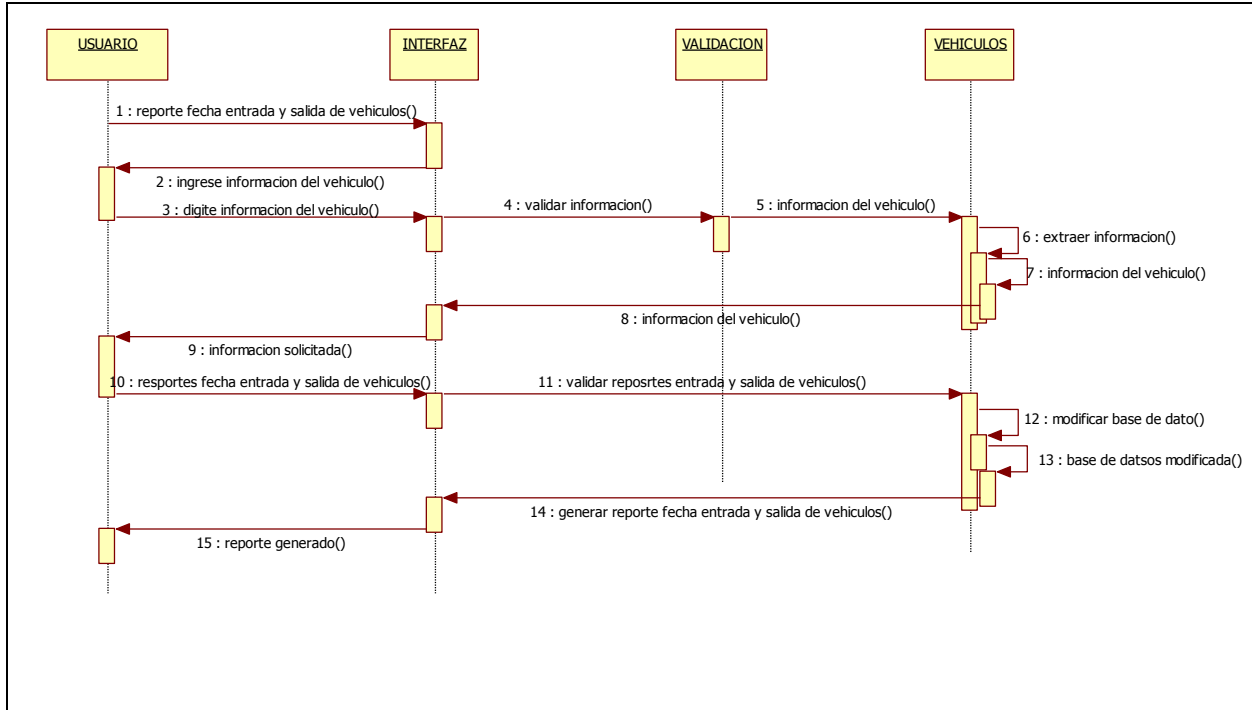 USUARIO
INTERFAZ
VALIDACION
VEHICULOS
1 : reporte fecha entrada y salida de vehiculos()
2 : ingrese informacion del vehiculo()
3 : digite informacion del vehiculo()
4 : validar informacion()
5 : informacion del vehiculo()
6 : extraer informacion()
7 : informacion del vehiculo()
8 : informacion del vehiculo()
9 : informacion solicitada()
10 : resportes fecha entrada y salida de vehiculos()
11 : validar reposrtes entrada y salida de vehiculos()
12 : modificar base de dato()
13 : base de datsos modificada()
14 : generar reporte fecha entrada y salida de vehiculos()
15 : reporte generado()